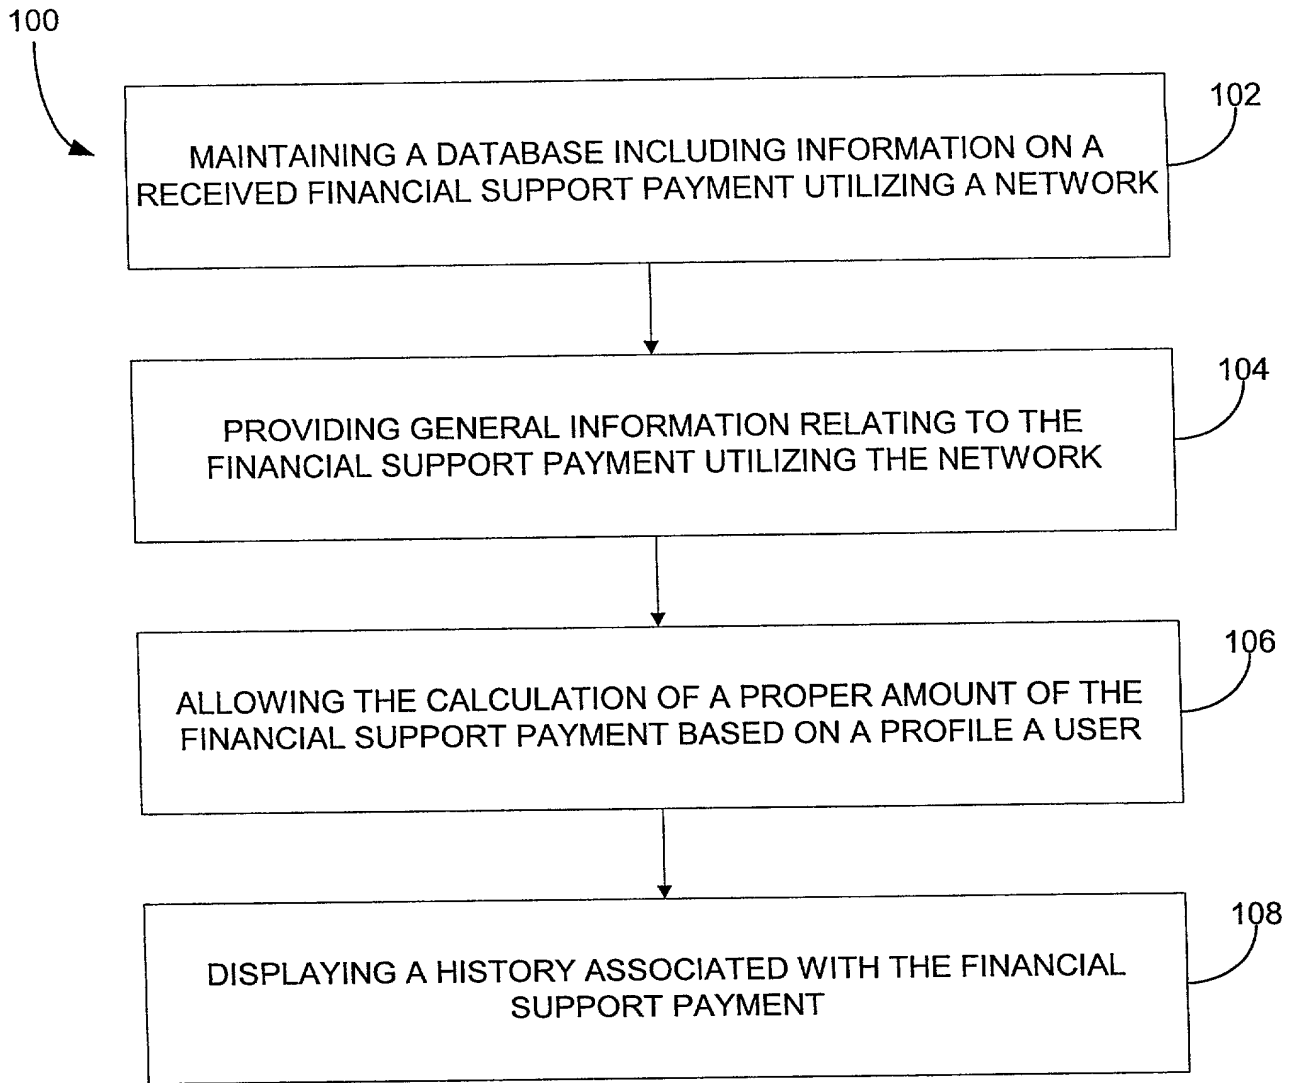 100
102
MAINTAINING A DATABASE INCLUDING INFORMATION ON A
RECEIVED FINANCIAL SUPPORT PAYMENT UTILIZING A NETWORK
104
PROVIDING GENERAL INFORMATION RELATING TO THE
FINANCIAL SUPPORT PAYMENT UTILIZING THE NETWORK
106
ALLOWING THE CALCULATION OF A PROPER AMOUNT OF THE
FINANCIAL SUPPORT PAYMENT BASED ON A PROFILE A USER
108
DISPLAYING A HISTORY ASSOCIATED WITH THE FINANCIAL
SUPPORT PAYMENT